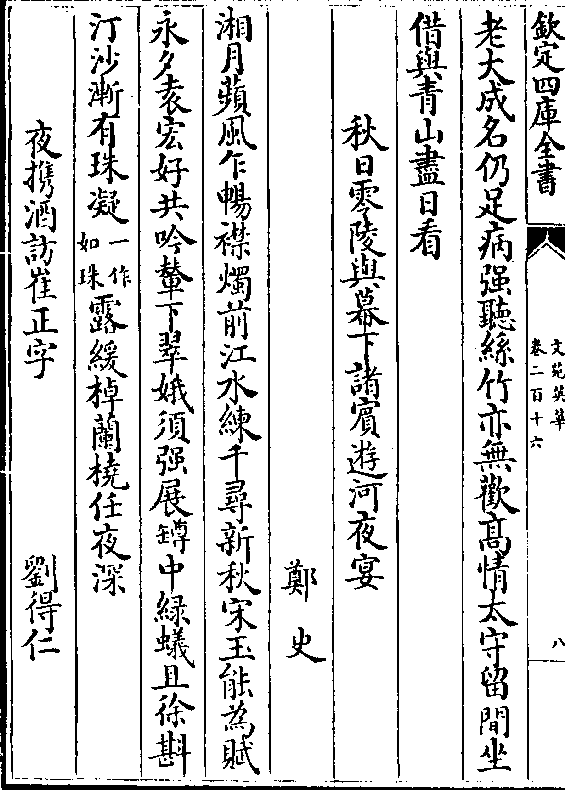 欽定四庫全書
文苑英華
卷二百十六
八
老大成名仍足病强聽絲竹亦無歡髙情太守留閒坐
借與青山盡日看
秋日零陵與幕下諸賓遊河夜宴
鄭史
湘月蘋風乍暢襟燭前江水練千尋新秋宋玉能為賦
永夕袁宏好共吟鼇下翠娥須强展罇中緑蟻且徐斟
汀沙漸有珠凝一作如珠露緩棹蘭橈任夜深
夜携酒訪崔正字
劉得仁